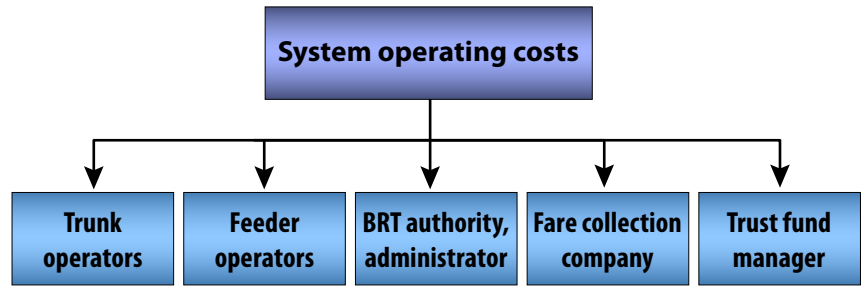 System operating costs
Trunk
operators
Feeder
operators
BRT authority,
administrator
Fare collection
company
Trust fund
manager